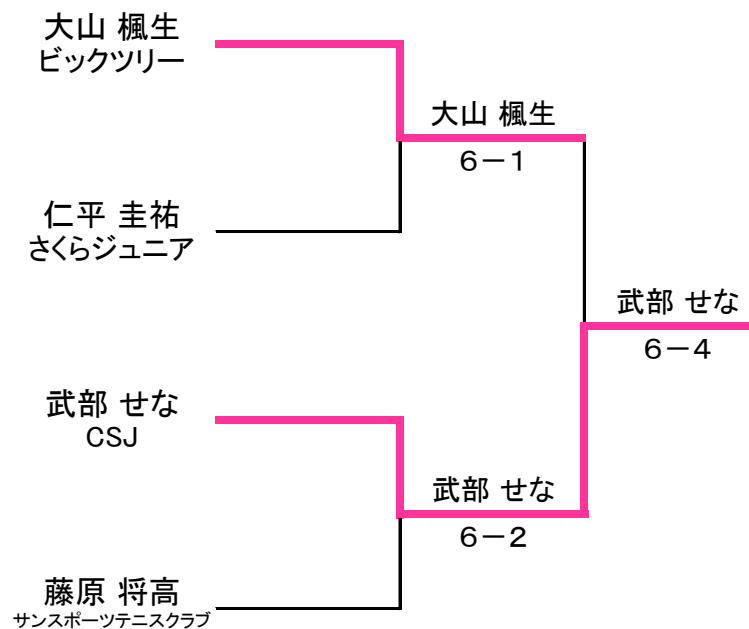 大山 楓生
ビックツリー
大山 楓生
6－1
仁平 圭祐
さくらジュニア
武部 せな
6－4
武部 せな
CSJ
武部 せな
6－2
藤原 将高
サンスポーツテニスクラブ